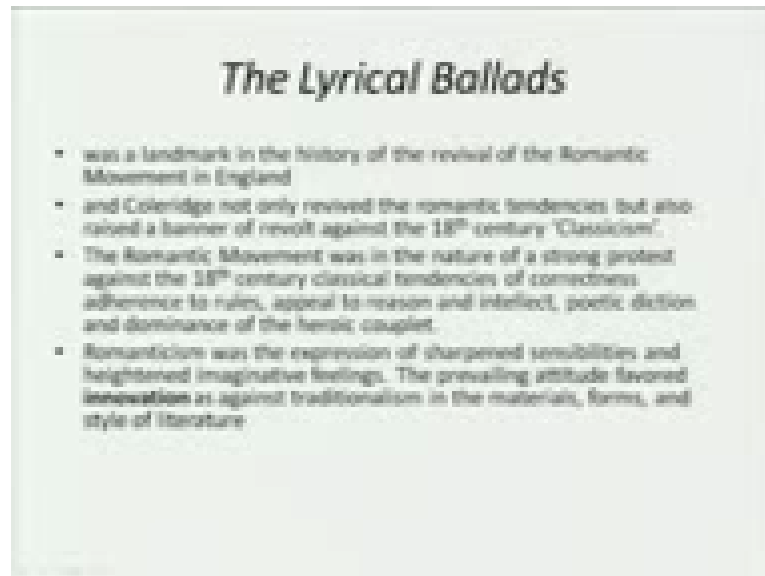 The Lyrical Ballads
• was a landmark in the history of the revival of the Romantic
Movement in England
• and Coleridge not only revived the romantic tendencies but also
raised a banner of revolt against the 18th century 'Classicism'.
• The Romantic Movement was in the nature of a strong protest
against the 18th century classical tendencies of correctness
adherence to rules, appeal to reason and intellect, poetic diction
and dominance of the heroic couplet.
• Romanticism was the expression of sharpened sensibilities and
heightened imaginative feelings. The prevailing attitude favored
innovation as against traditionalism in the materials, forms, and
style of literature